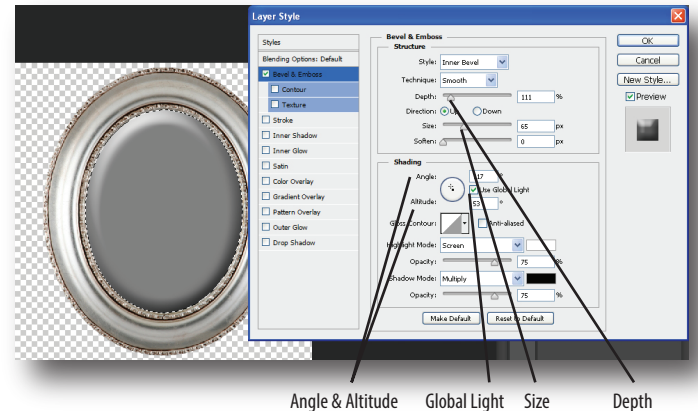 Layer Style
Styles
Blending Options: Default
Bevel & Emboss
Contour
Texture
Stroke
Inner Shadow
Inner Glow
Satin
Color Overlay
Gradient Overlay
Pattern Overlay
Outer Glow
Drop Shadow
Bevel & Emboss
Structure
Style: Inner Bevel
Technique: Smooth
Depth: 111 %
Direction: Up Down
Size: 65 px
Soften: 0 px
Shading
Angle: °
Use Global Light
Altitude: 53 °
Gloss Contour: Anti-aliased
Highlight Mode: Screen
Opacity: 75 %
Shadow Mode: Multiply
Opacity: 75 %
Make Default Reset to Default
OK
Cancel
New Style...
Preview
Angle & Altitude Global Light Size Depth